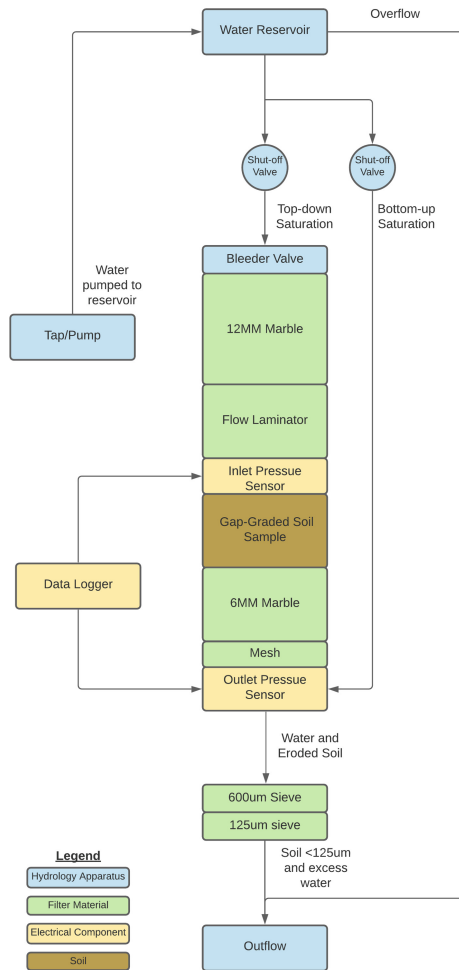 Overflow
Water Reservoir
Shut-off
Valve
Shut-off
Valve
Top-down
Saturation
Bottom-up
Saturation
Bleeder Valve
Water
pumped to
reservoir
Tap/Pump
12MM Marble
Flow Laminator
Inlet Pressue
Sensor
Gap-Graded Soil
Sample
Data Logger
6MM Marble
Mesh
Outlet Pressue
Sensor
Water and
Eroded Soil
600um Sieve
125um sieve
Soil <125um
and excess
water
Outflow
Legend
Hydrology Apparatus
Filter Material
Electrical Component
Soil